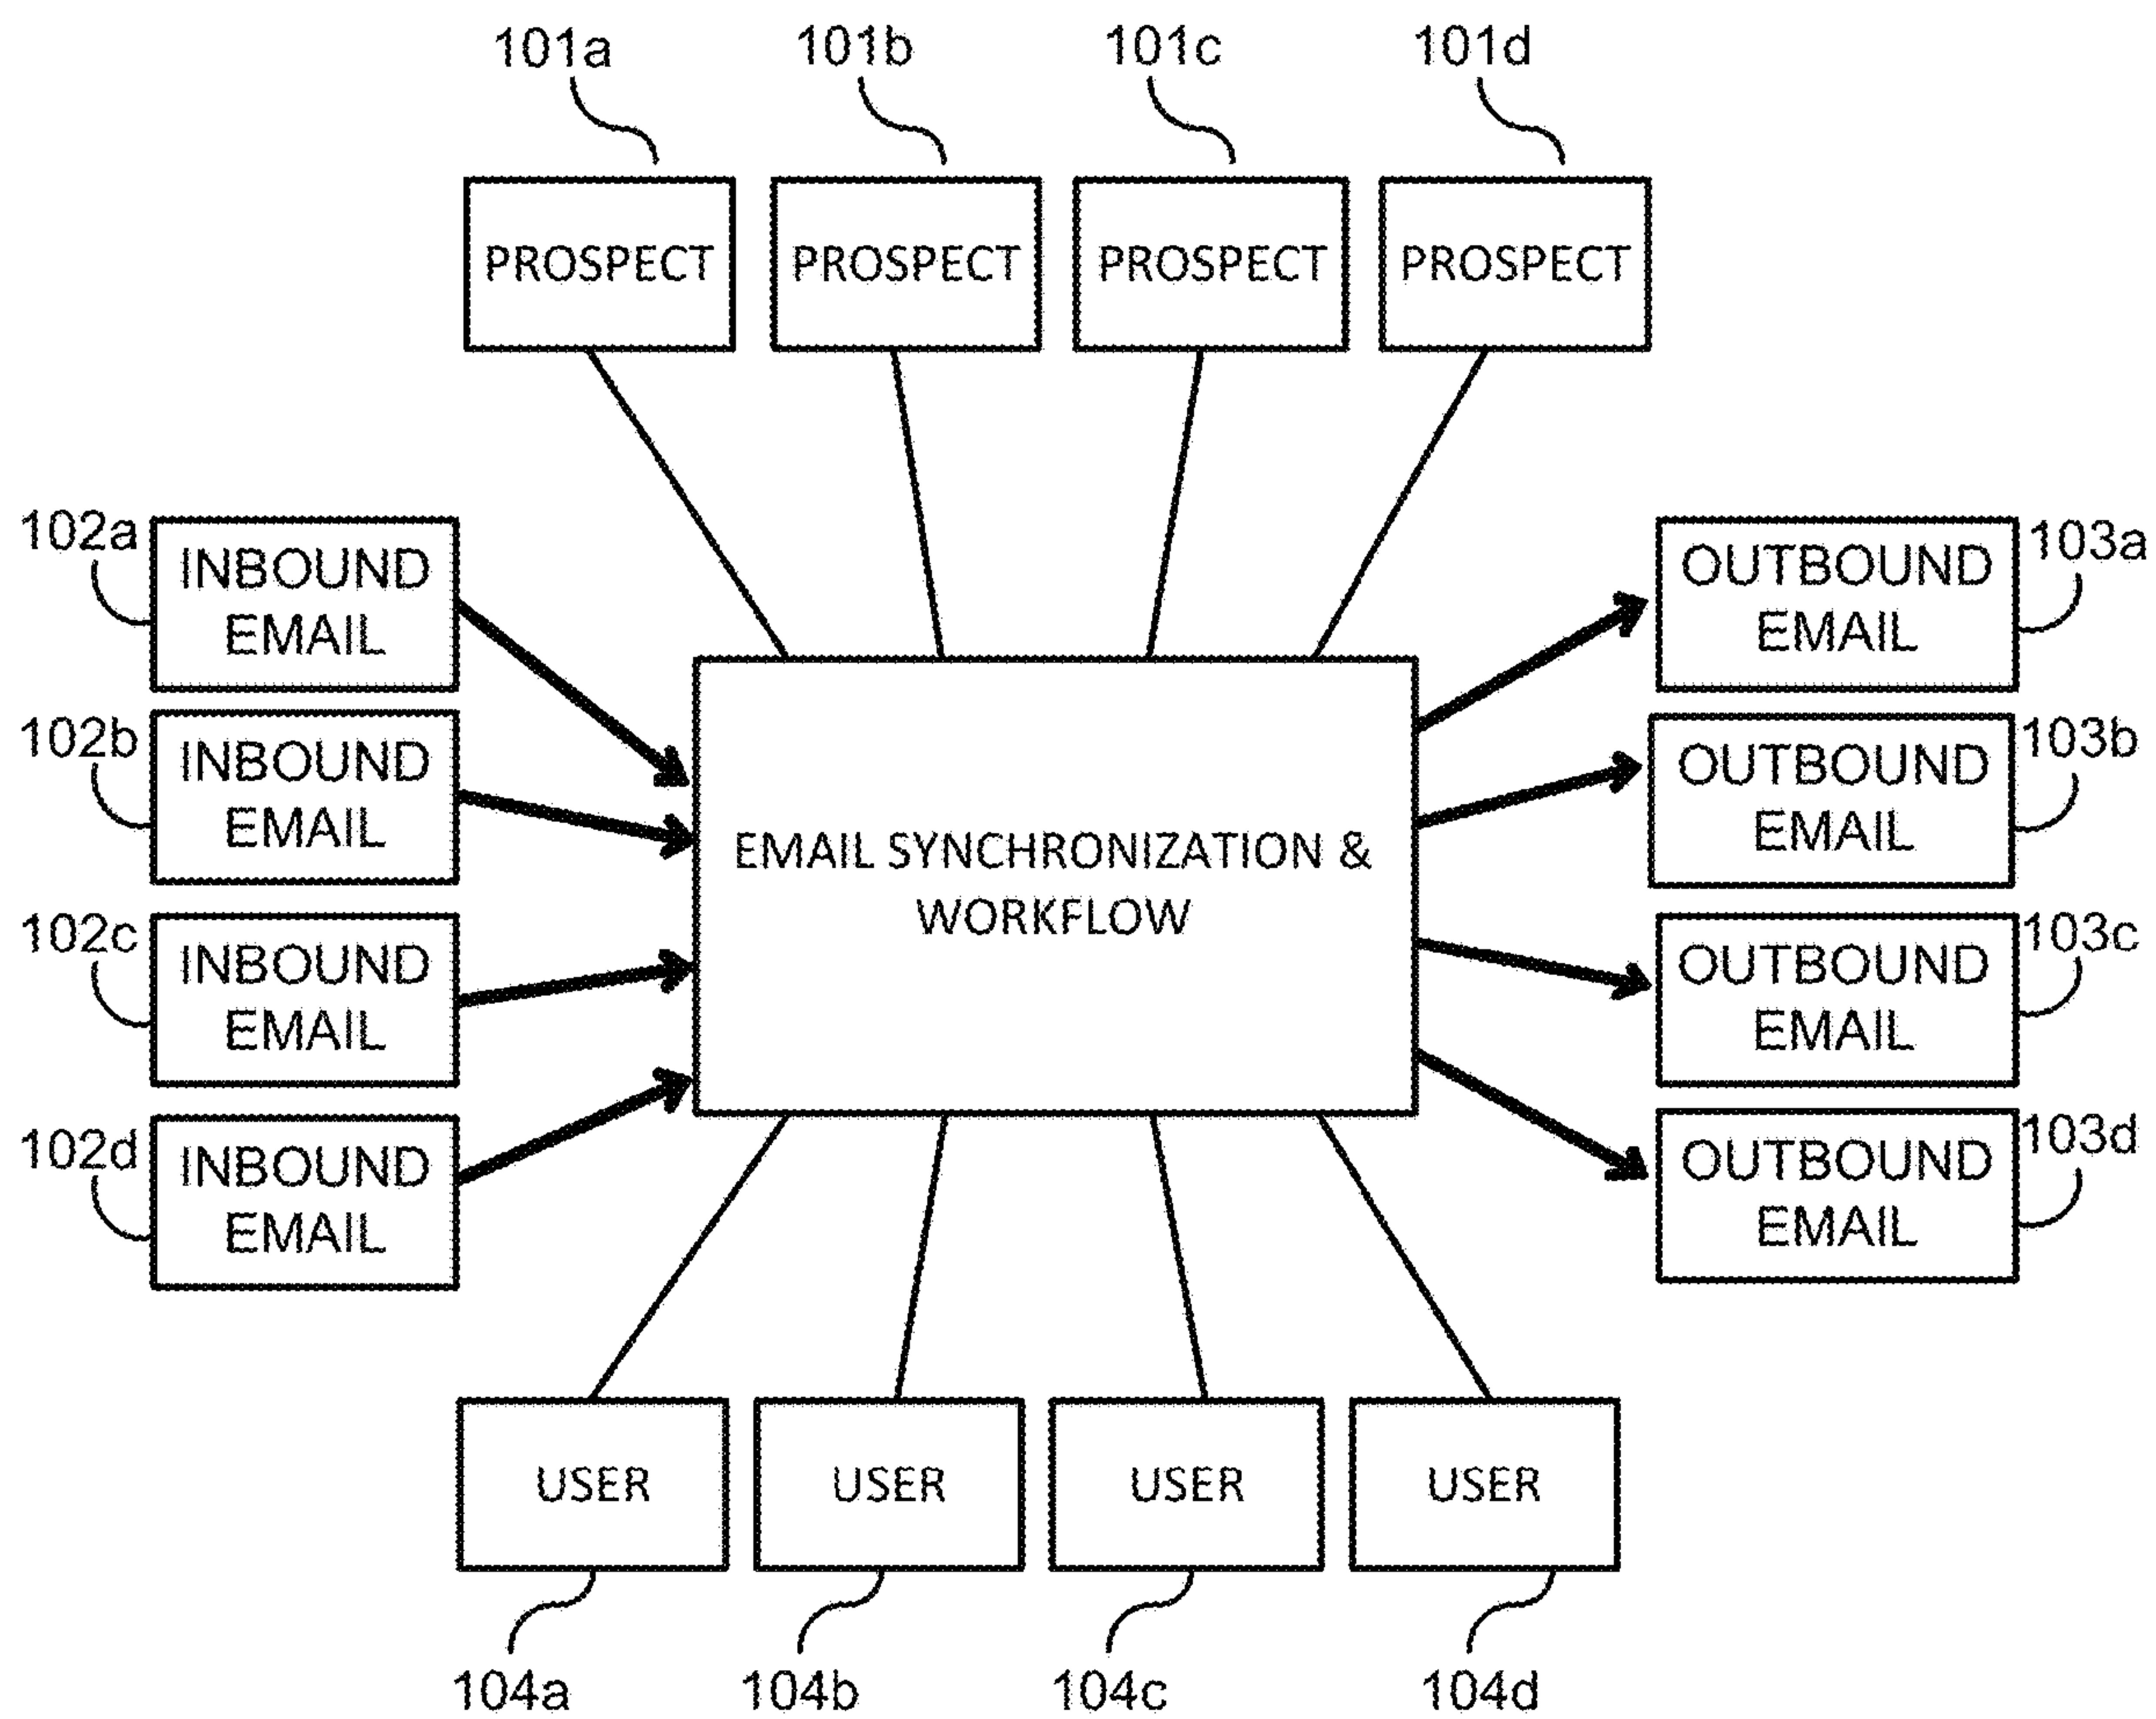 101a
101b
101c
101d
PROSPECT
PROSPECT
PROSPECT
PROSPECT
102a
INBOUND
EMAIL
102b
INBOUND
EMAIL
102c
INBOUND
EMAIL
102d
INBOUND
EMAIL
EMAIL SYNCHRONIZATION &
WORKFLOW
OUTBOUND
EMAIL
103a
OUTBOUND
EMAIL
103b
OUTBOUND
EMAIL
103c
OUTBOUND
EMAIL
103d
USER
USER
USER
USER
104a
104b
104c
104d